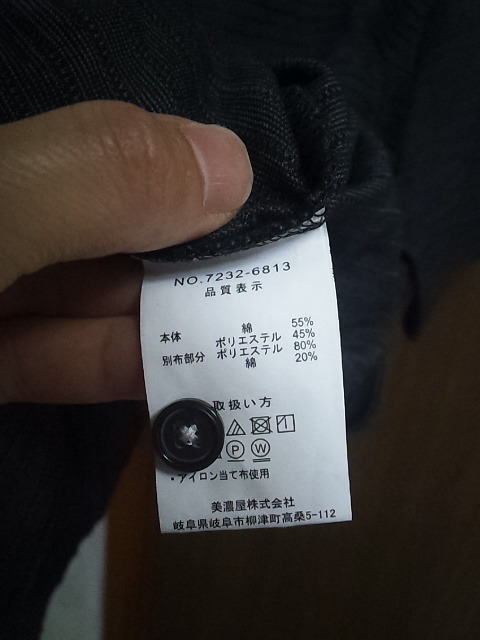 NO.7232-6813
品質表示
本体 綿 55%
ポリエステル 45%
別布部分 ポリエステル 80%
綿 20%
取扱い方
P W
・アイロン当て布使用
美濃屋株式会社
岐阜県岐阜市柳津町高桑5-112